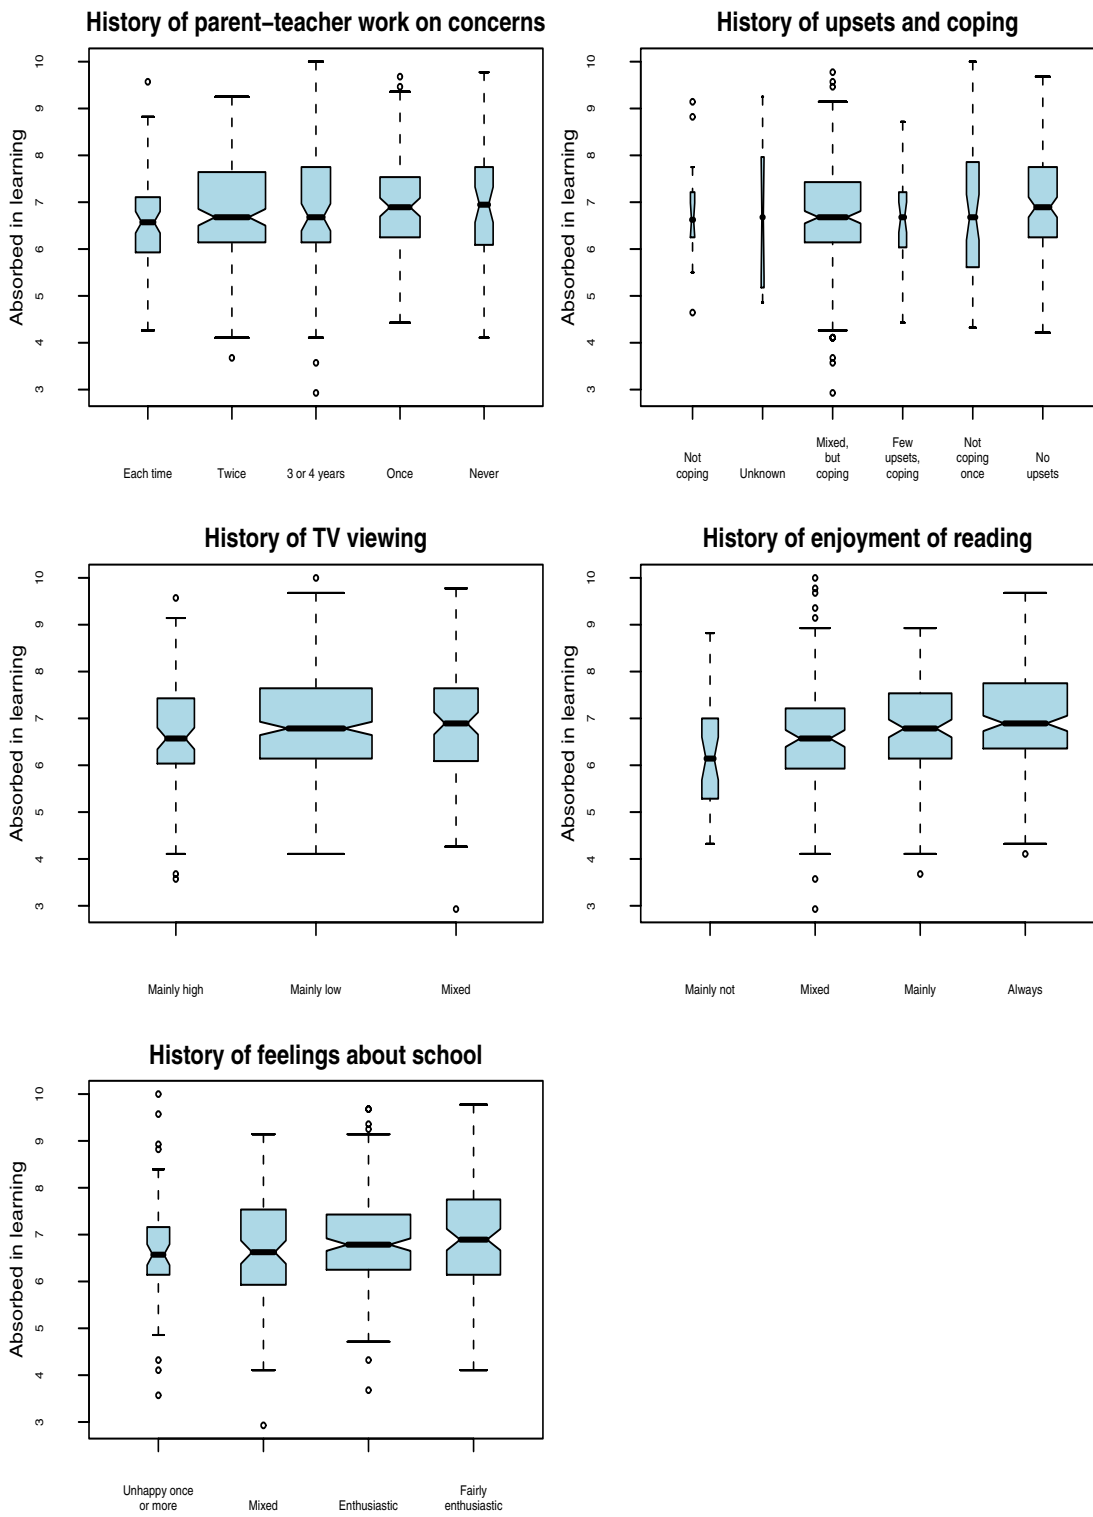 History of parent–teacher work on concerns
Absorbed in learning
10
9
8
7
6
5
4
3
Each time Twice 3 or 4 years Once Never
History of upsets and coping
Absorbed in learning
10
9
8
7
6
5
4
3
Not
coping
Unknown
Mixed,
but
coping
Few
upsets,
coping
Not
coping
once
No
upsets
History of TV viewing
Absorbed in learning
10
9
8
7
6
5
4
3
Mainly high Mainly low Mixed
History of enjoyment of reading
Absorbed in learning
10
9
8
7
6
5
4
3
Mainly not Mixed Mainly Always
History of feelings about school
Absorbed in learning
10
9
8
7
6
5
4
3
Unhappy once
or more
Mixed
Enthusiastic
Fairly
enthusiastic